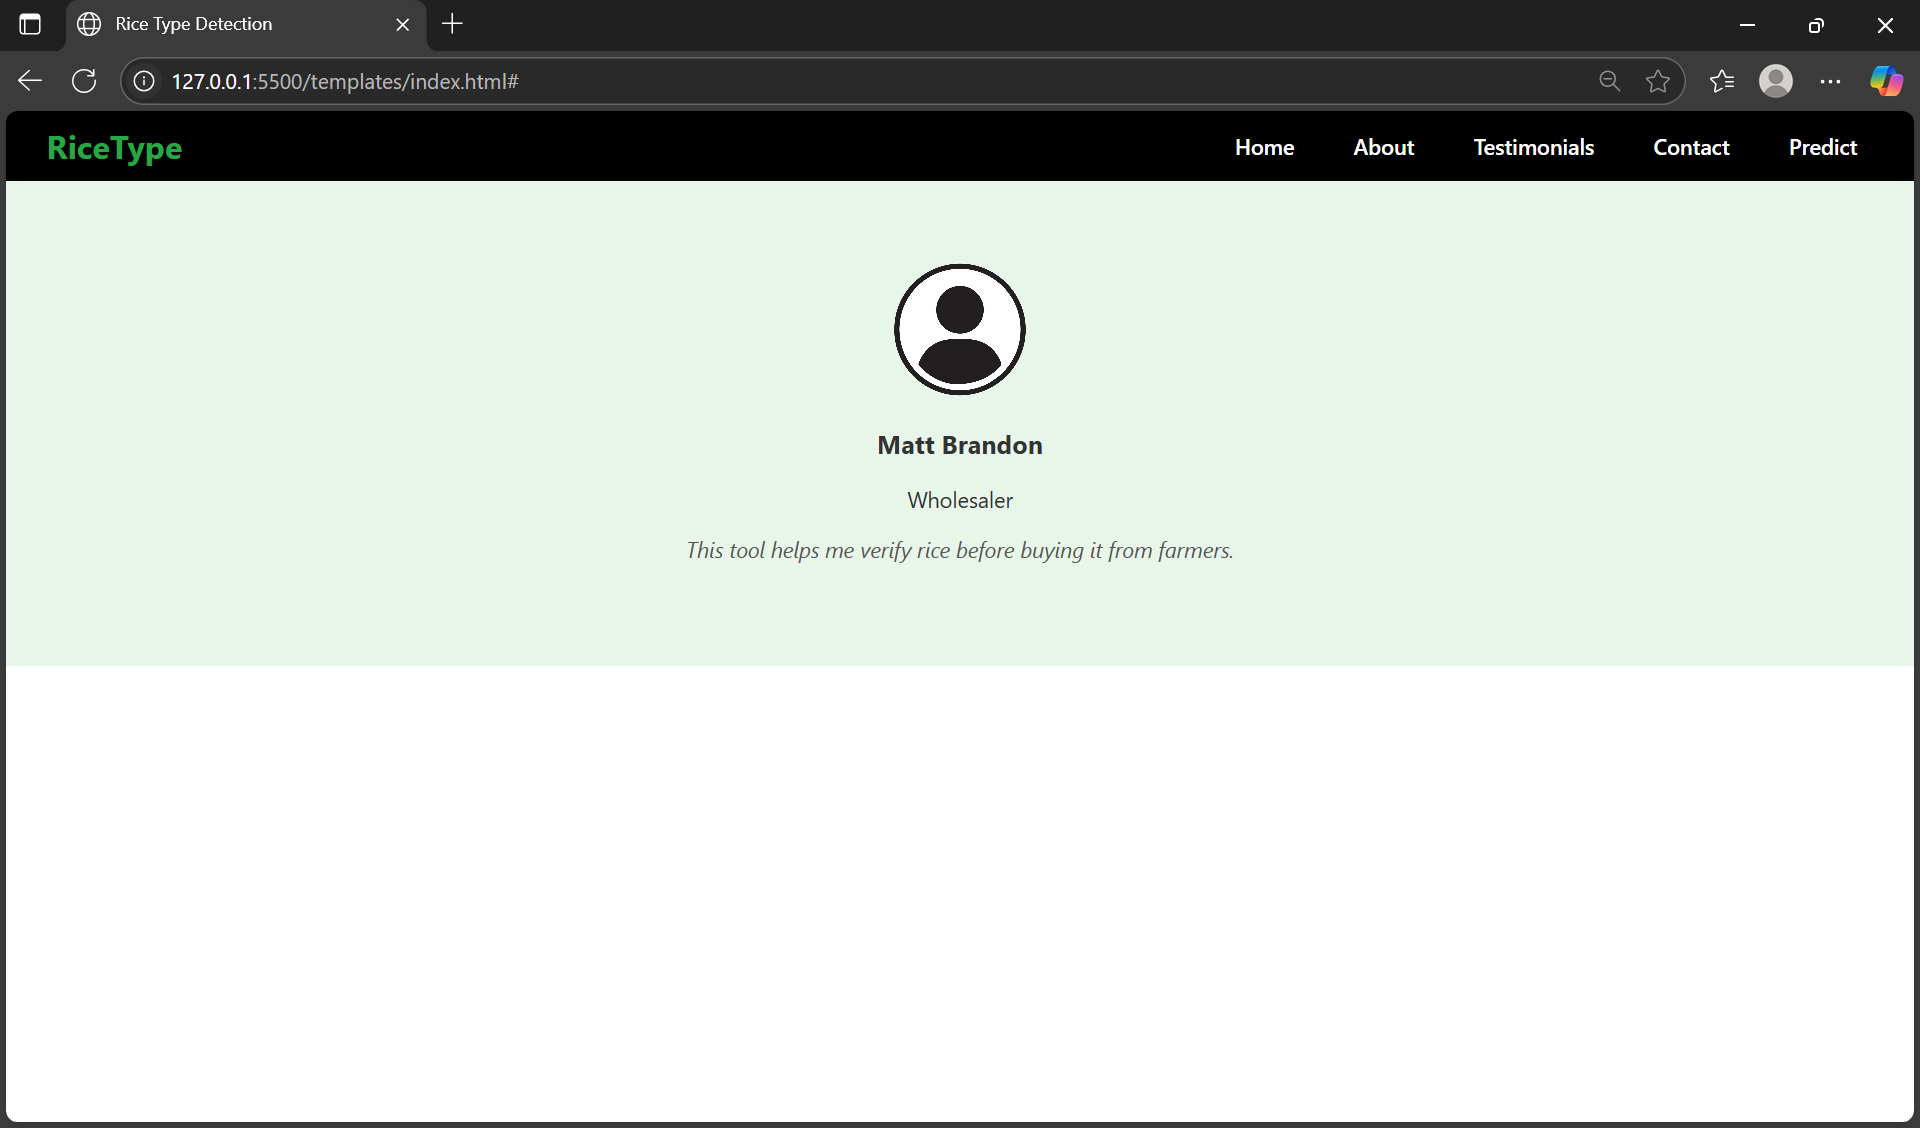 Rice Type Detection
127.0.0.1:5500/templates/index.html#
RiceType
Home About Testimonials Contact Predict
Matt Brandon
Wholesaler
This tool helps me verify rice before buying it from farmers.